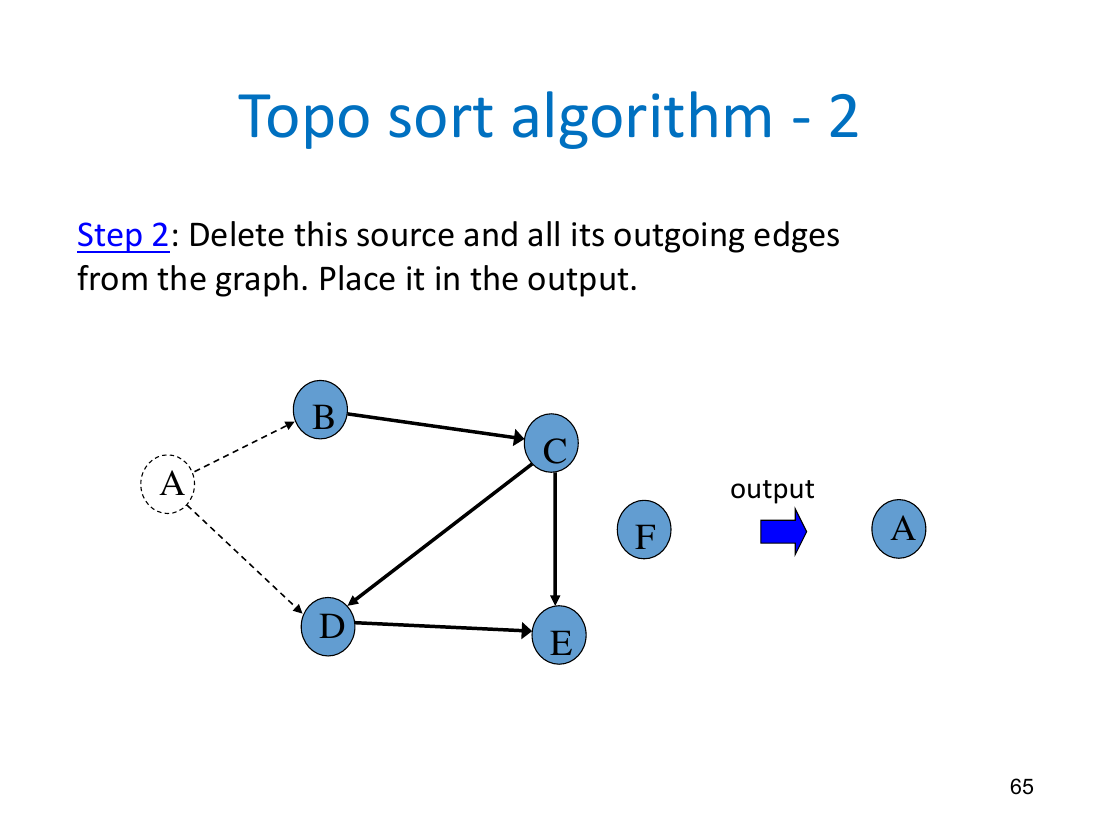 Topo sort algorithm - 2
Step 2: Delete this source and all its outgoing edges
from the graph. Place it in the output.
B
C
A
output
F
A
D
E
65